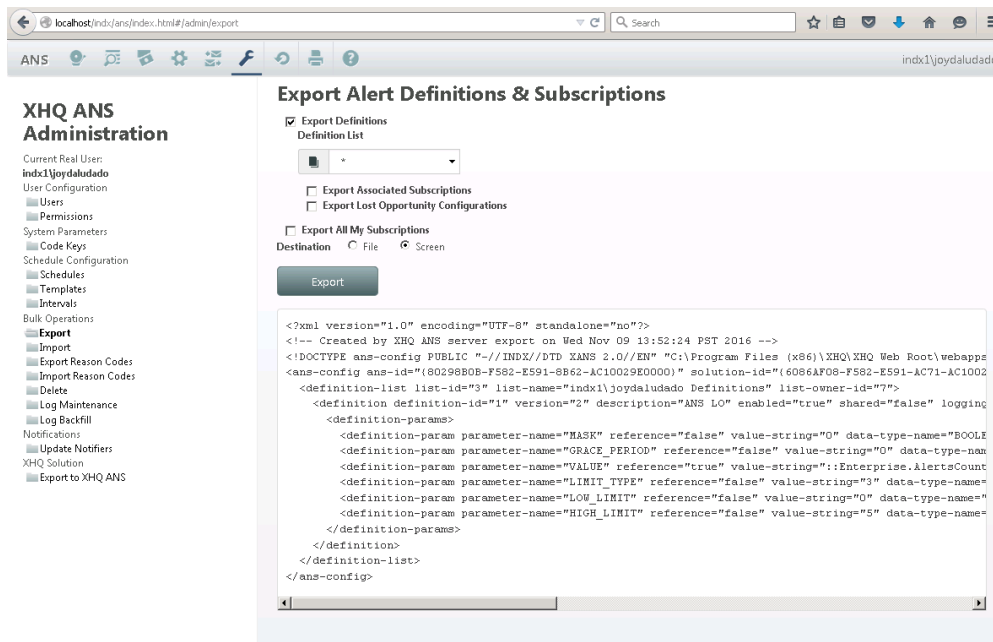 localhost/indx/ans/index.html#/admin/export
Search
ANS
indx1\joydaludado
XHQ ANS
Administration
Current Real User:
indx1\joydaludado
User Configuration
Users
Permissions
System Parameters
Code Keys
Schedule Configuration
Schedules
Templates
Intervals
Bulk Operations
Export
Import
Export Reason Codes
Import Reason Codes
Delete
Log Maintenance
Log Backfill
Notifications
Update Notifiers
XHQ Solution
Export to XHQ ANS
Export Alert Definitions & Subscriptions
Export Definitions
Definition List
*
Export Associated Subscriptions
Export Lost Opportunity Configurations
Export All My Subscriptions
Destination File Screen
Export
<?xml version="1.0" encoding="UTF-8" standalone="no"?>
<!-- Created by XHQ ANS server export on Wed Nov 09 13:52:24 PST 2016 -->
<!DOCTYPE ans-config PUBLIC "-//INDX//DTD XANS 2.0//EN" "C:\Program Files (x86)\XHQ\XHQ Web Root\webapps
<ans-config ans-id="{80298B0B-F582-E591-8B62-AC10029E0000}" solution-id="{6086AF08-F582-E591-AC71-AC1002
<definition-list list-id="3" list-name="indx1\joydaludado Definitions" list-owner-id="7">
<definition definition-id="1" version="2" description="ANS LO" enabled="true" shared="false" logging
<definition-params>
<definition-param parameter-name="MASK" reference="false" value-string="0" data-type-name="BOOLE
<definition-param parameter-name="GRACE_PERIOD" reference="false" value-string="0" data-type-nam
<definition-param parameter-name="VALUE" reference="true" value-string="::Enterprise.AlertsCount
<definition-param parameter-name="LIMIT_TYPE" reference="false" value-string="3" data-type-name=
<definition-param parameter-name="LOW_LIMIT" reference="false" value-string="0" data-type-name="
<definition-param parameter-name="HIGH_LIMIT" reference="false" value-string="5" data-type-name=
</definition-params>
</definition>
</definition-list>
</ans-config>